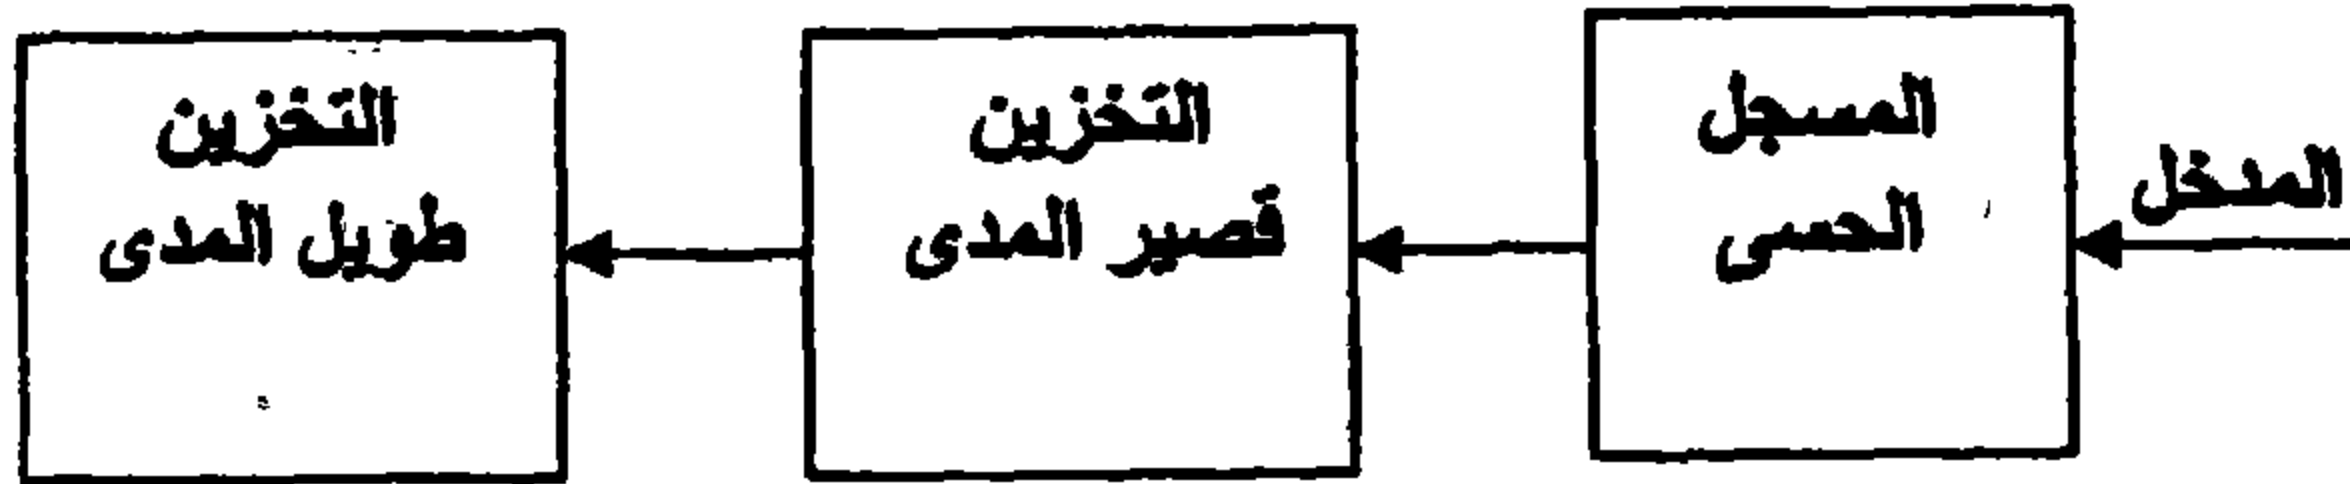 المدخل
المسجل
الحسى
التخزين
قصير المدى
التخزين
طويل المدى